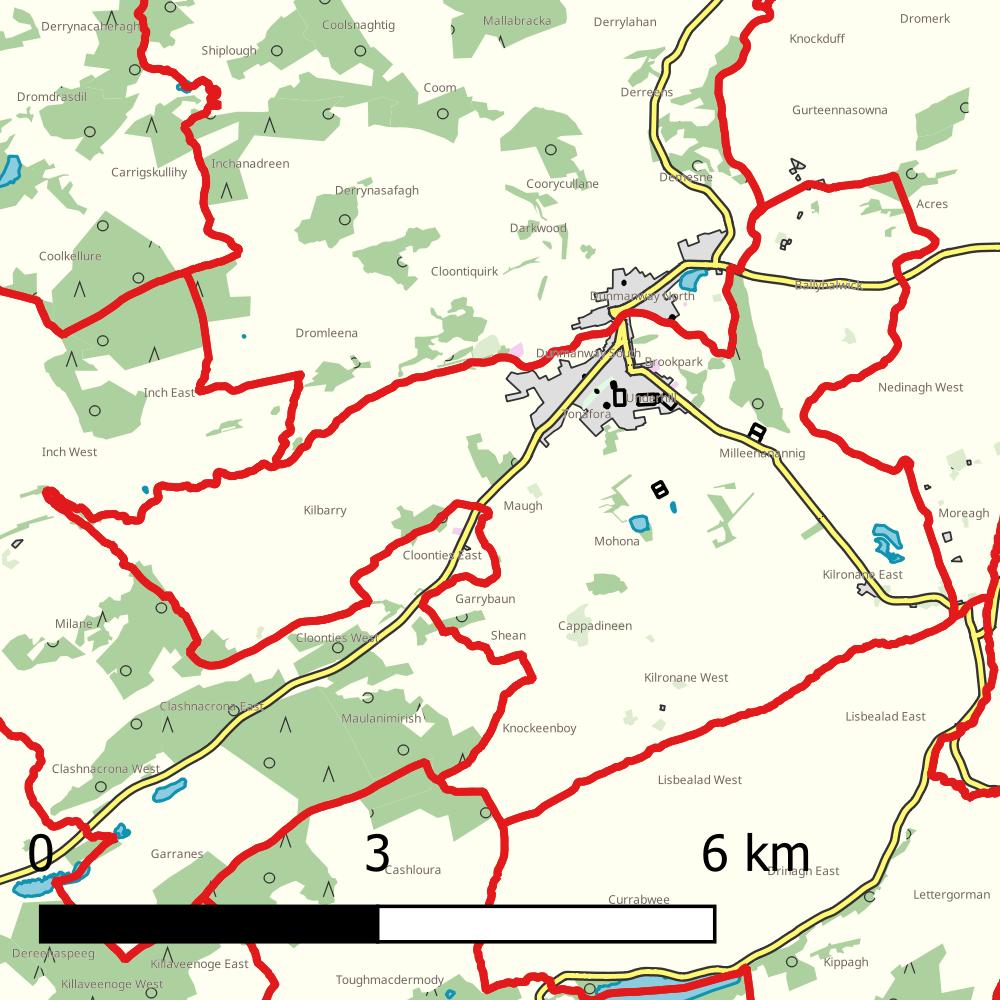 Derrynacaheragh
Coolsnaghtig
Mallabracka
Derrylahan
Dromerk
Shiplough
Knockduff
Dromdrasdil
Coom
Derreens
Gurteennasowna
Carrigskullihy
Inchanadreen
Derrynasafagh
Coorycullane
Demesne
Acres
Darkwood
Coolkellure
Cloontiquirk
Ballyhalwick
Dunmanway North
Dromleena
Dunmanway South
Brookpark
Inch East
Nedinagh West
Underhill
Tonafora
Inch West
Milleenanannig
Kilbarry
Maugh
Moreagh
Mohona
Cloonties East
Kilronane East
Garrybaun
Milane
Cloonties West
Shean
Cappadineen
Kilronane West
Clashnacrona East
Maulanimirish
Lisbealad East
Knockeenboy
Clashnacrona West
Lisbealad West
Garranes
0 3 6 km
Cashloura
Drinagh East
Currabwee
Lettergorman
Dereenaspeeg
Killaveenoge East
Kippagh
Killaveenoge West
Toughmacdermody